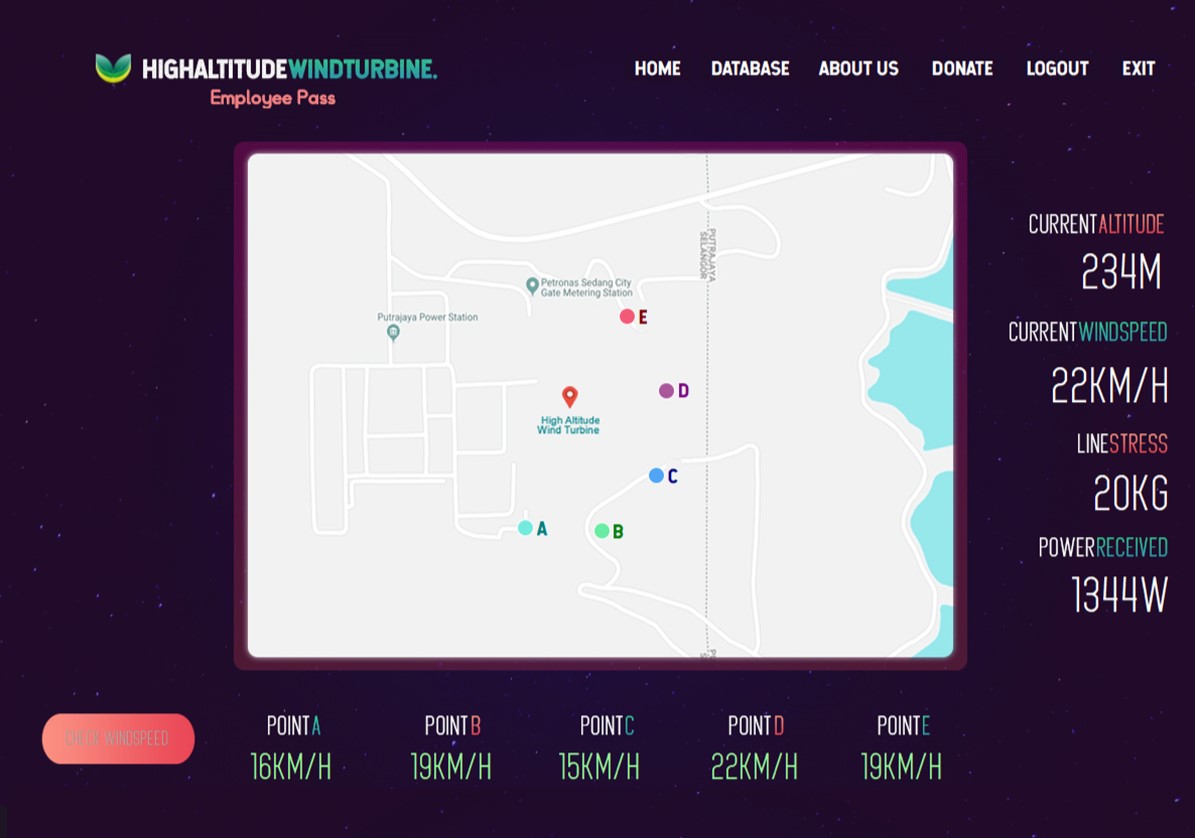 HIGHALTITUDEWINDTURBINE.
Employee Pass
HOME DATABASE ABOUT US DONATE LOGOUT EXIT
PUTRAJAYA
SELANGOR
Petronas Sedang City
Gate Metering Station
Putrajaya Power Station
E
D
High Altitude
Wind Turbine
C
A
B
CURRENTALTITUDE
234M
CURRENTWINDSPEED
22KM/H
LINESTRESS
20KG
POWERRECEIVED
1344W
CHECK WINDSPEED
POINTA POINTB POINTC POINTD POINTE
16KM/H 19KM/H 15KM/H 22KM/H 19KM/H